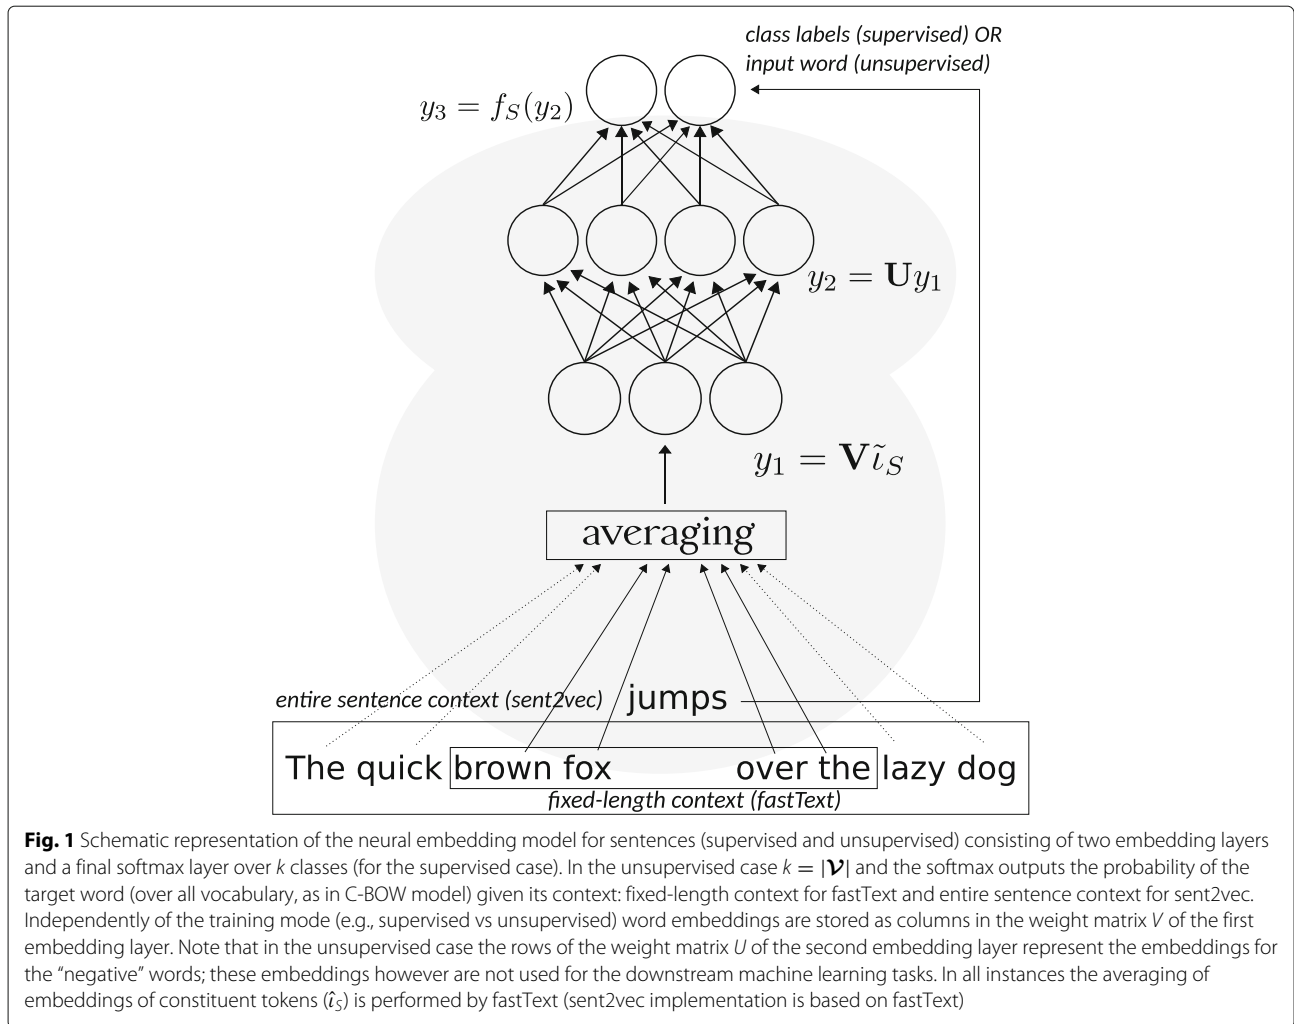 class labels (supervised) OR
input word (unsupervised)
y₃ = f_S(y₂)
y₂ = Uy₁
y₁ = Vι̃_S
averaging
entire sentence context (sent2vec)
jumps
The quick brown fox over the lazy dog
fixed-length context (fastText)
Fig. 1 Schematic representation of the neural embedding model for sentences (supervised and unsupervised) consisting of two embedding layers
and a final softmax layer over k classes (for the supervised case). In the unsupervised case k = |𝓥| and the softmax outputs the probability of the
target word (over all vocabulary, as in C-BOW model) given its context: fixed-length context for fastText and entire sentence context for sent2vec.
Independently of the training mode (e.g., supervised vs unsupervised) word embeddings are stored as columns in the weight matrix V of the first
embedding layer. Note that in the unsupervised case the rows of the weight matrix U of the second embedding layer represent the embeddings for
the “negative” words; these embeddings however are not used for the downstream machine learning tasks. In all instances the averaging of
embeddings of constituent tokens (ι̂_S) is performed by fastText (sent2vec implementation is based on fastText)